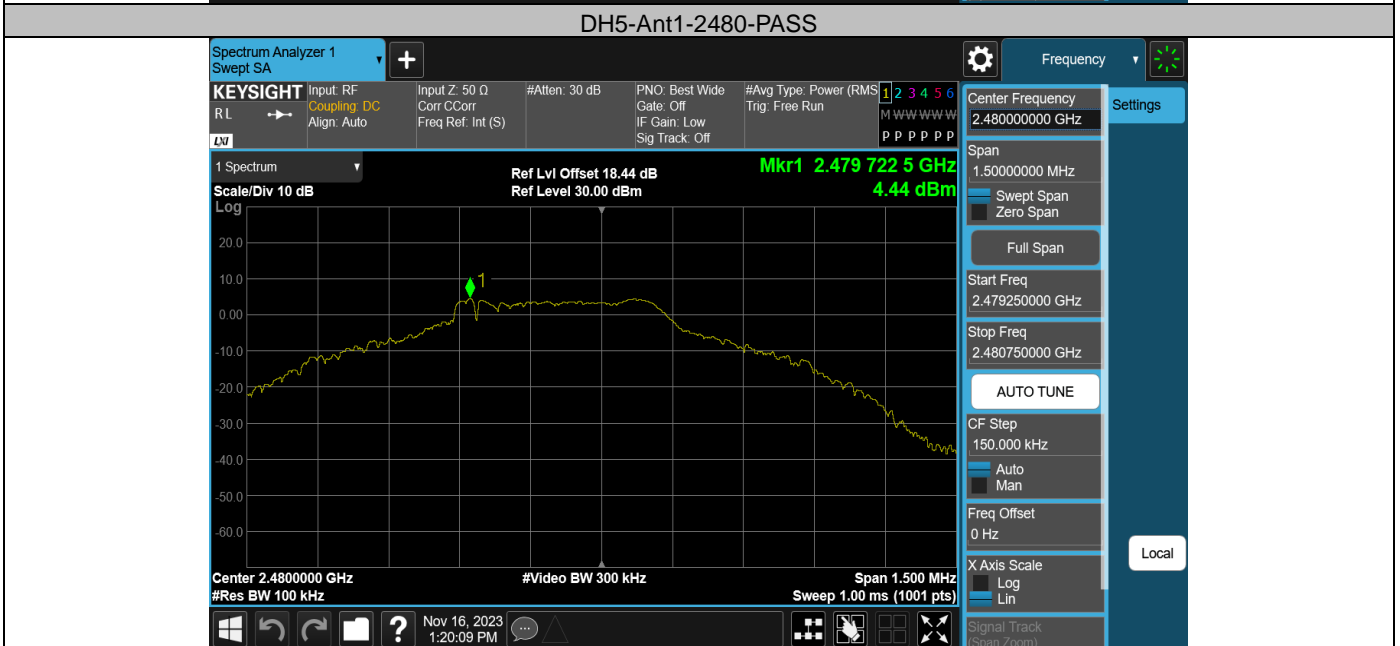 DH5-Ant1-2480-PASS
Spectrum Analyzer 1
Swept SA
+
Frequency
KEYSIGHT
RL
LXI
Input: RF
Coupling: DC
Align: Auto
Input Z: 50 Ω
Corr CCorr
Freq Ref: Int (S)
#Atten: 30 dB
PNO: Best Wide
Gate: Off
IF Gain: Low
Sig Track: Off
#Avg Type: Power (RMS
Trig: Free Run
1 2 3 4 5 6
M W W W W W
P P P P P P
Center Frequency
2.480000000 GHz
Settings
1 Spectrum
Scale/Div 10 dB
Log
Ref Lvl Offset 18.44 dB
Ref Level 30.00 dBm
Mkr1 2.479 722 5 GHz
4.44 dBm
1
20.0
10.0
0.00
-10.0
-20.0
-30.0
-40.0
-50.0
-60.0
Span
1.50000000 MHz
Swept Span
Zero Span
Full Span
Start Freq
2.479250000 GHz
Stop Freq
2.480750000 GHz
AUTO TUNE
CF Step
150.000 kHz
Auto
Man
Freq Offset
0 Hz
X Axis Scale
Log
Lin
Signal Track
(Span Zoom)
Local
Center 2.4800000 GHz
#Res BW 100 kHz
#Video BW 300 kHz
Span 1.500 MHz
Sweep 1.00 ms (1001 pts)
?
Nov 16, 2023
1:20:09 PM